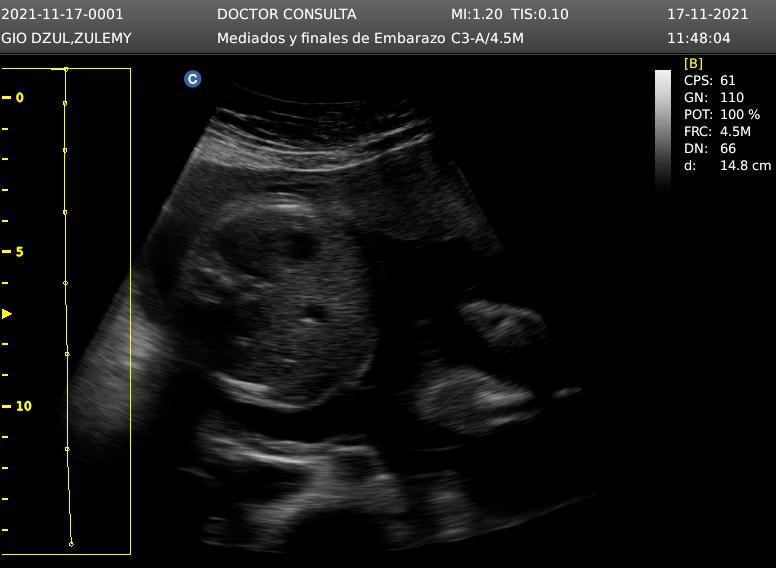 2021-11-17-0001 DOCTOR CONSULTA MI:1.20 TIS:0.10 17-11-2021
GIO DZUL,ZULEMY Mediados y finales de Embarazo C3-A/4.5M 11:48:04
[B]
C
CPS: 61
GN: 110
POT: 100 %
FRC: 4.5M
DN: 66
d: 14.8 cm
0
5
10